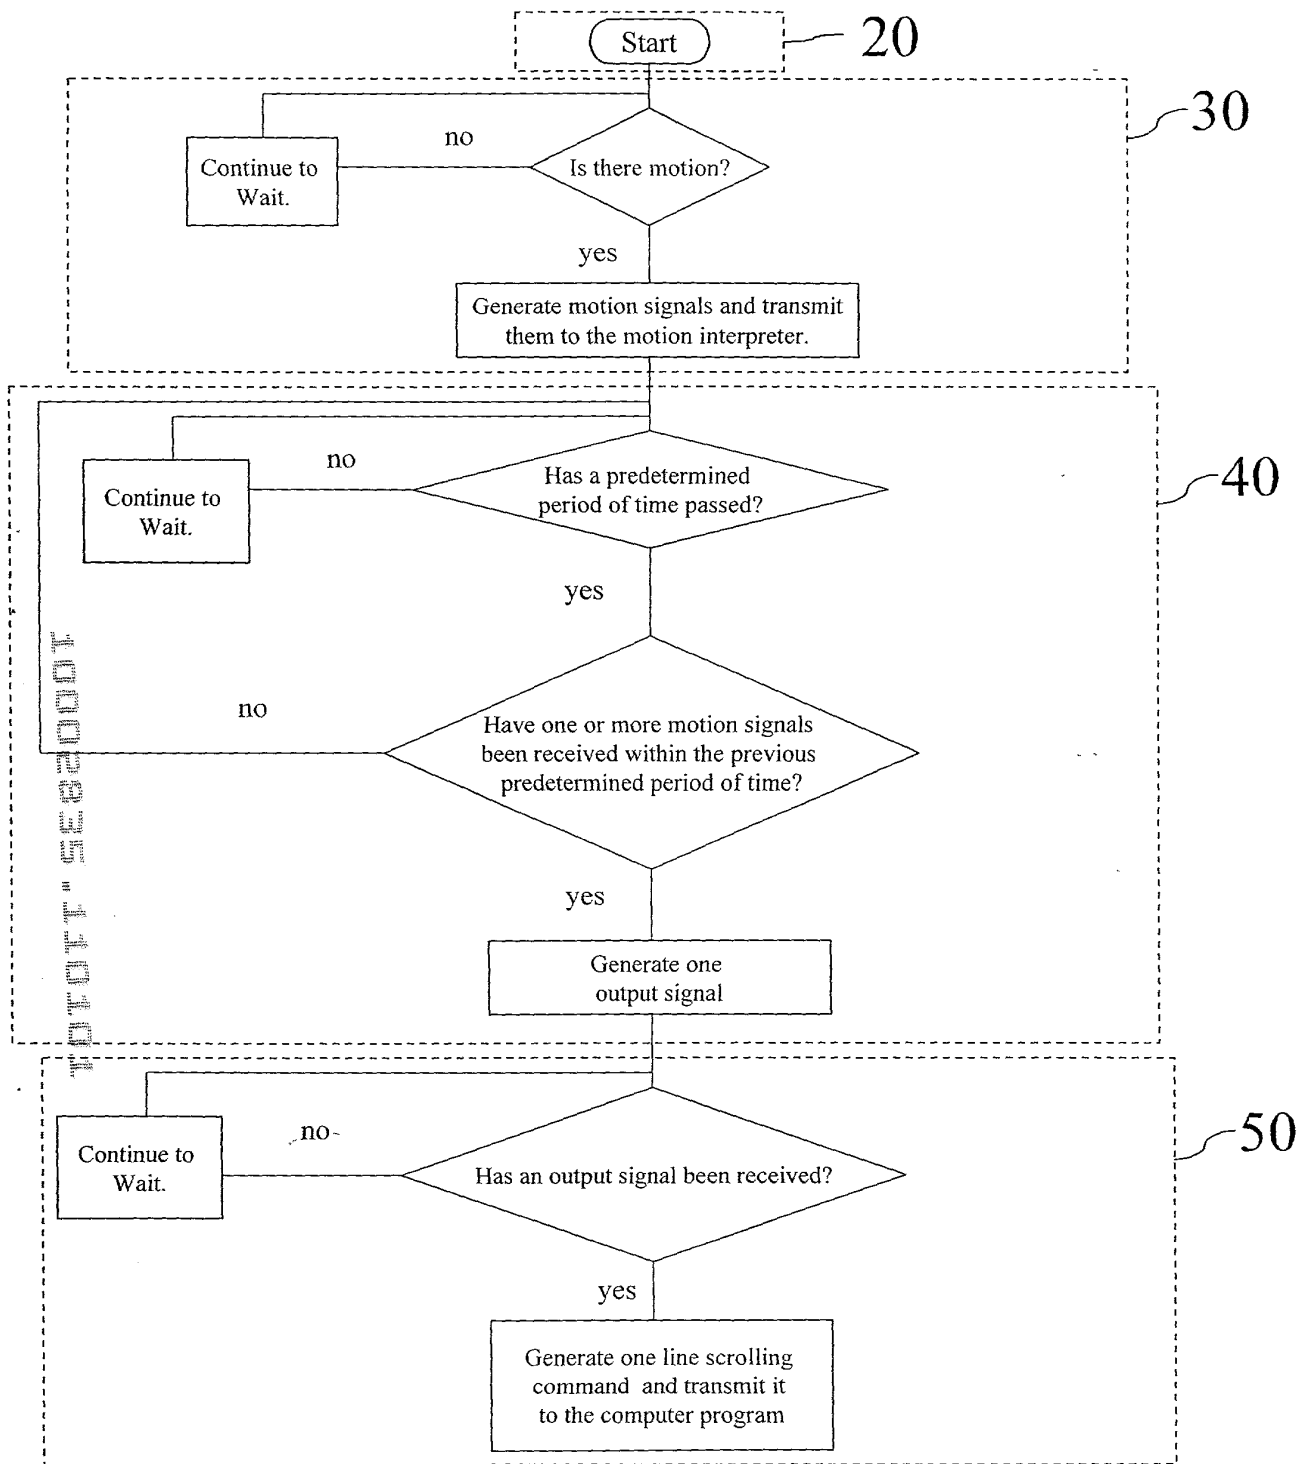 Start
20
30
no
Is there motion?
Continue to
Wait.
yes
Generate motion signals and transmit
them to the motion interpreter.
40
no
Has a predetermined
period of time passed?
Continue to
Wait.
yes
no
Have one or more motion signals
been received within the previous
predetermined period of time?
yes
Generate one
output signal
50
no
Continue to
Wait.
Has an output signal been received?
yes
Generate one line scrolling
command and transmit it
to the computer program